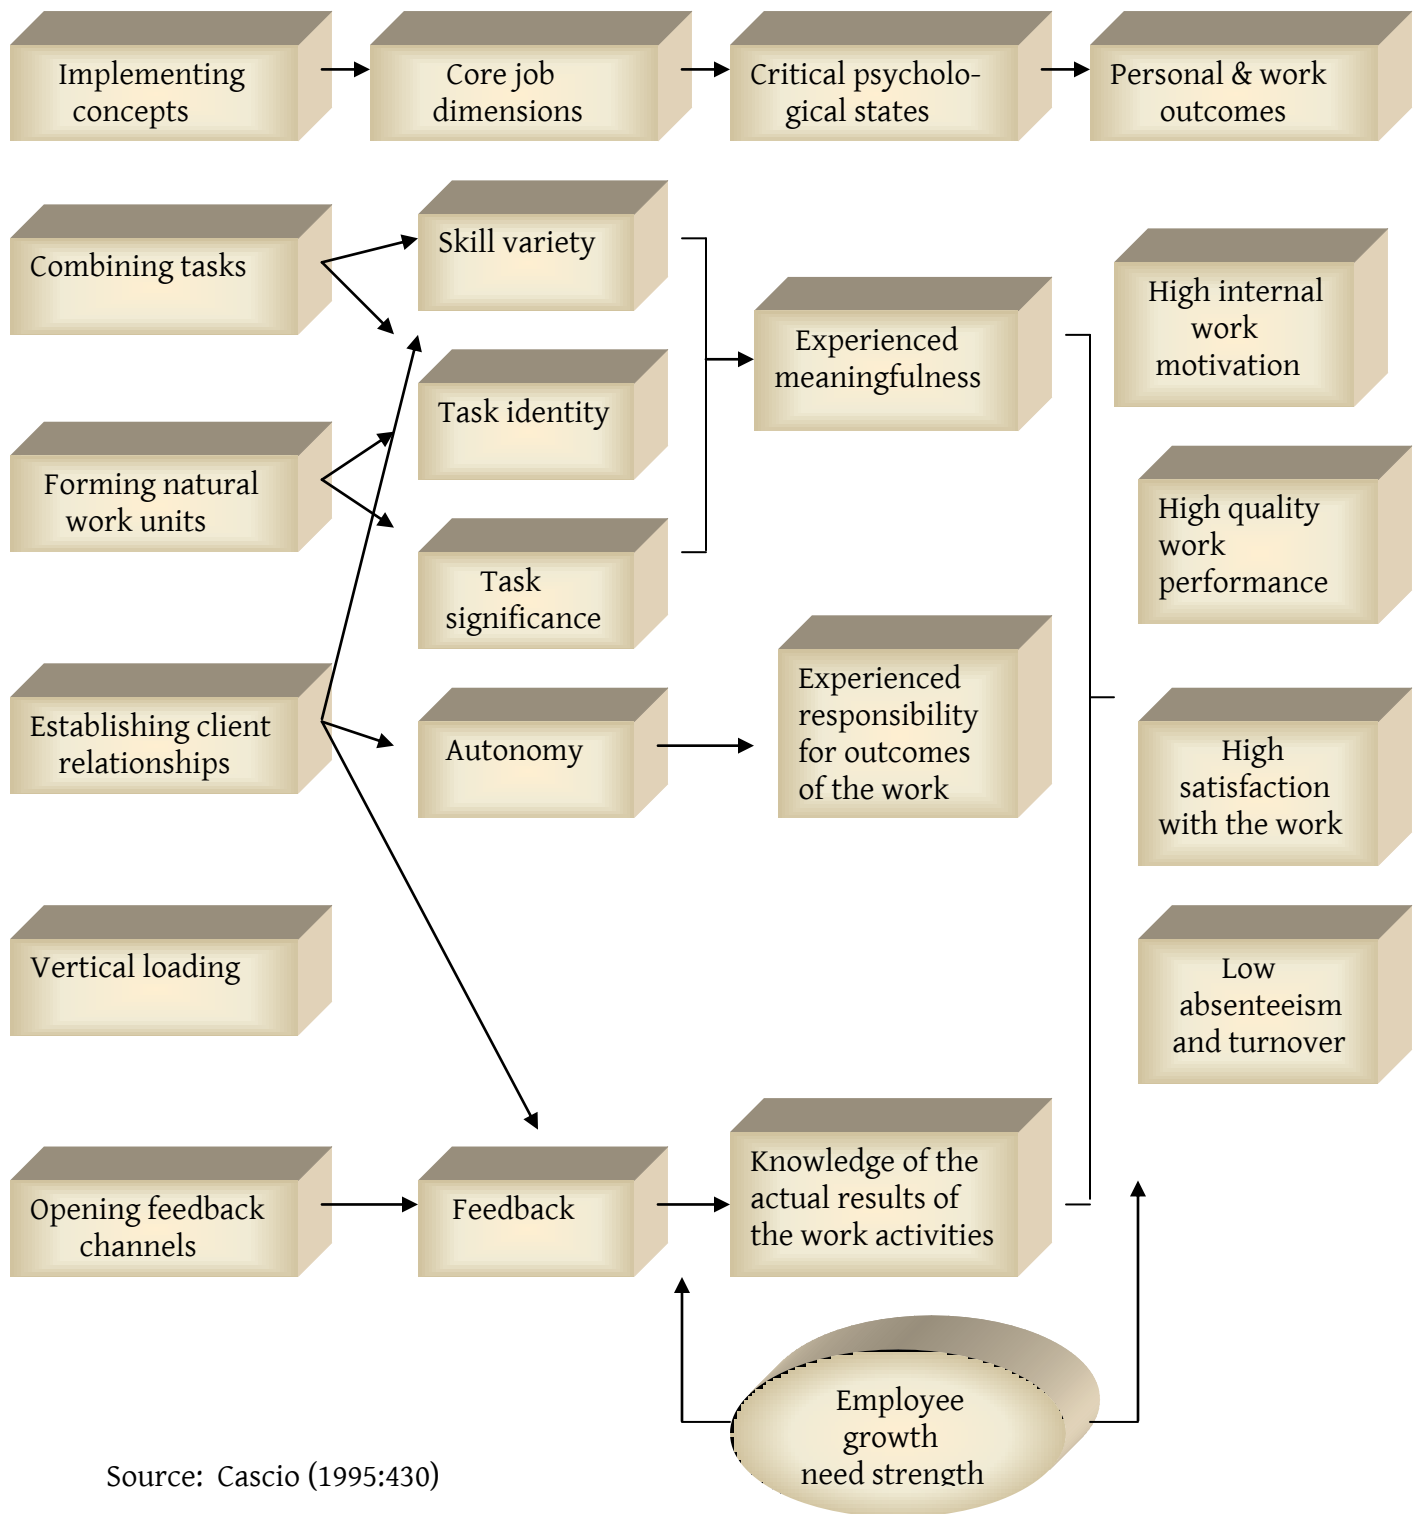 Implementing
concepts
Core job
dimensions
Critical psycholo-
gical states
Personal & work
outcomes
Combining tasks
Forming natural
work units
Establishing client
relationships
Vertical loading
Opening feedback
channels
Skill variety
Task identity
Task
significance
Autonomy
Feedback
Experienced
meaningfulness
Experienced
responsibility
for outcomes
of the work
Knowledge of the
actual results of
the work activities
High internal
work
motivation
High quality
work
performance
High
satisfaction
with the work
Low
absenteeism
and turnover
Employee
growth
need strength
Source: Cascio (1995:430)